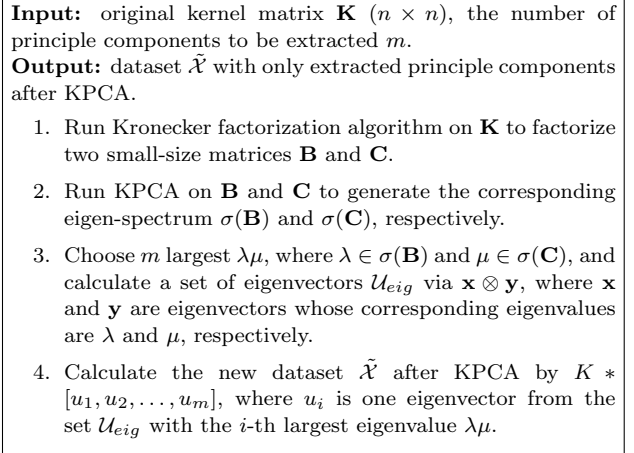 Input: original kernel matrix K (n × n), the number of
principle components to be extracted m.
Output: dataset X̃ with only extracted principle components
after KPCA.
1. Run Kronecker factorization algorithm on K to factorize
two small-size matrices B and C.
2. Run KPCA on B and C to generate the corresponding
eigen-spectrum σ(B) and σ(C), respectively.
3. Choose m largest λμ, where λ ∈ σ(B) and μ ∈ σ(C), and
calculate a set of eigenvectors U_eig via x ⊗ y, where x
and y are eigenvectors whose corresponding eigenvalues
are λ and μ, respectively.
4. Calculate the new dataset X̃ after KPCA by K ∗
[u₁, u₂, . . . , uₘ], where uᵢ is one eigenvector from the
set U_eig with the i-th largest eigenvalue λμ.